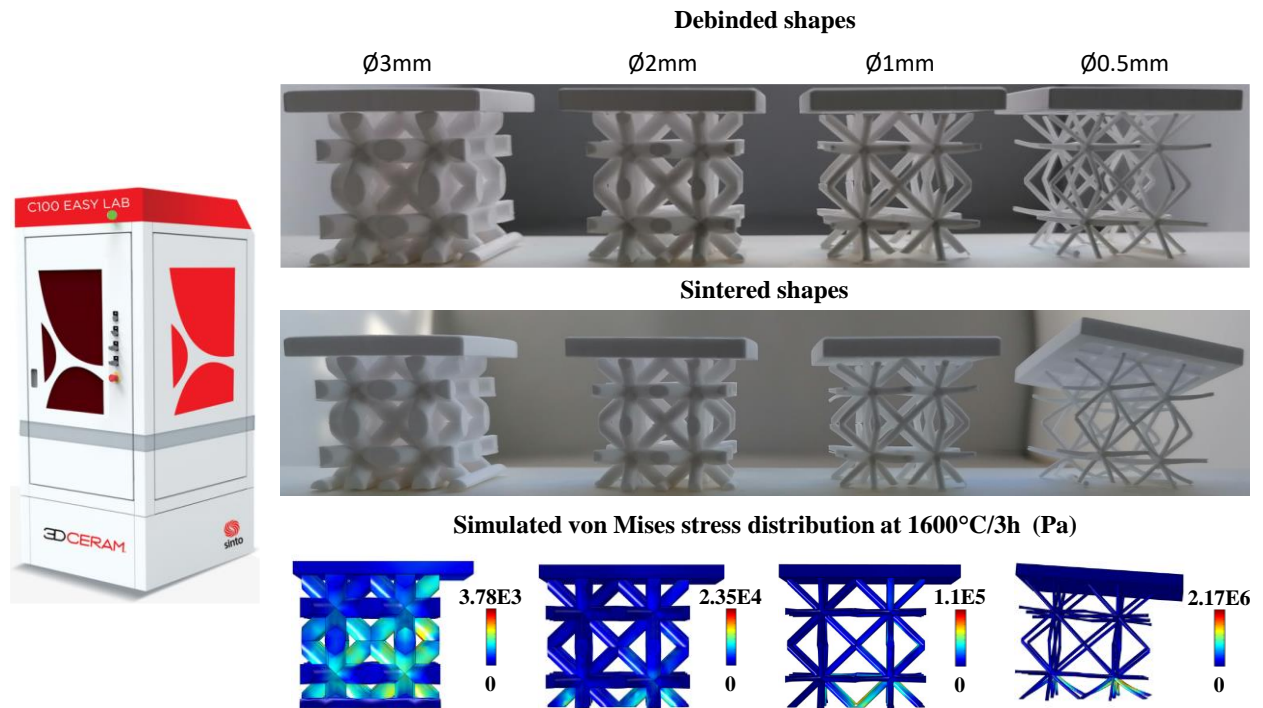 Debinded shapes
Ø3mm Ø2mm Ø1mm Ø0.5mm
C100 EASY LAB
Sintered shapes
Simulated von Mises stress distribution at 1600°C/3h (Pa)
3DCERAM
sinto
3.78E3 2.35E4 1.1E5 2.17E6
0 0 0 0